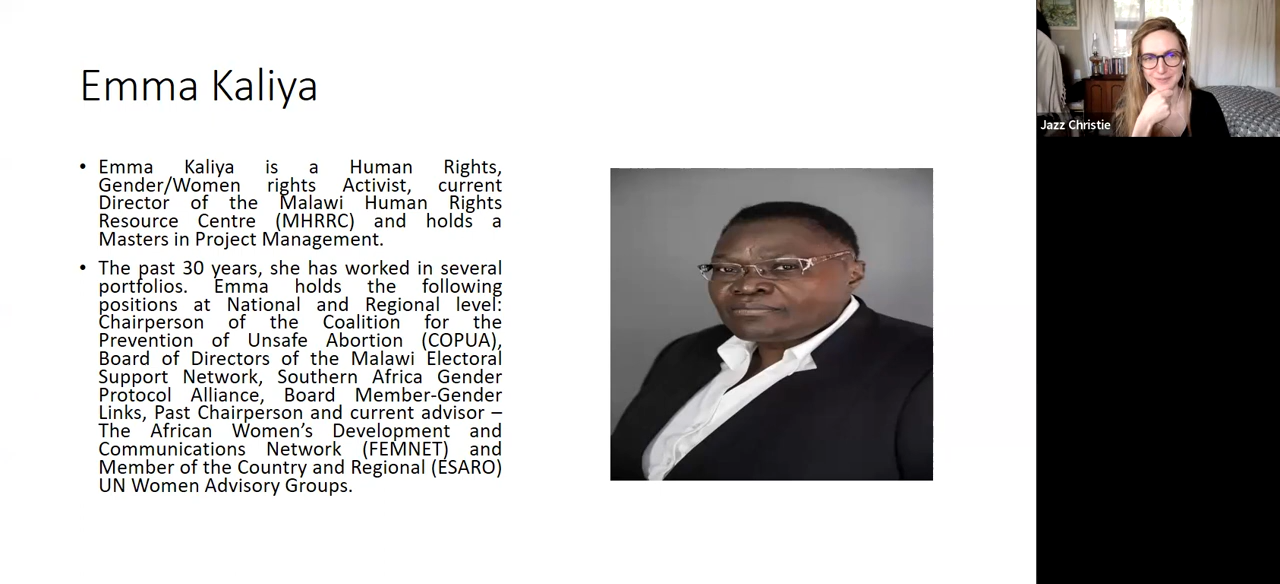 Emma Kaliya
• Emma Kaliya is a Human Rights,
Gender/Women rights Activist, current
Director of the Malawi Human Rights
Resource Centre (MHRRC) and holds a
Masters in Project Management.
• The past 30 years, she has worked in several
portfolios. Emma holds the following
positions at National and Regional level:
Chairperson of the Coalition for the
Prevention of Unsafe Abortion (COPUA),
Board of Directors of the Malawi Electoral
Support Network, Southern Africa Gender
Protocol Alliance, Board Member-Gender
Links, Past Chairperson and current advisor –
The African Women’s Development and
Communications Network (FEMNET) and
Member of the Country and Regional (ESARO)
UN Women Advisory Groups.
Jazz Christie